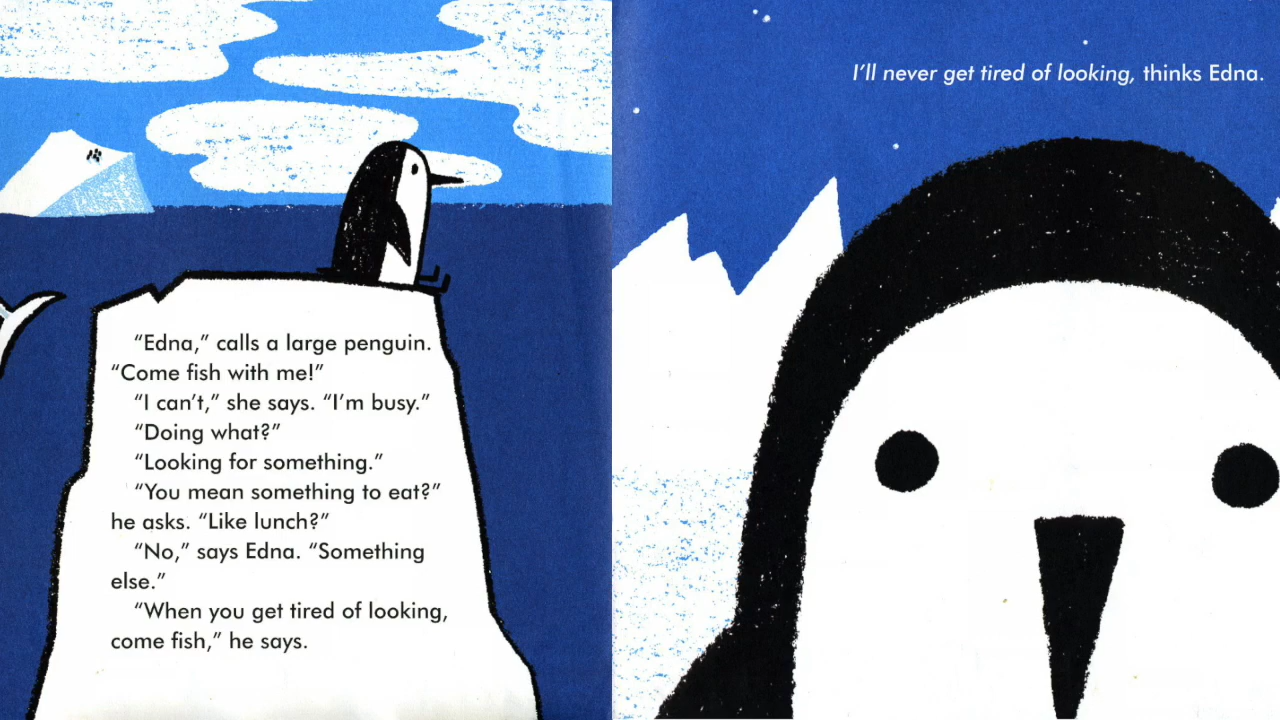 “Edna,” calls a large penguin.
“Come fish with me!”
“I can’t,” she says. “I’m busy.”
“Doing what?”
“Looking for something.”
“You mean something to eat?”
he asks. “Like lunch?”
“No,” says Edna. “Something
else.”
“When you get tired of looking,
come fish,” he says.
I’ll never get tired of looking, thinks Edna.